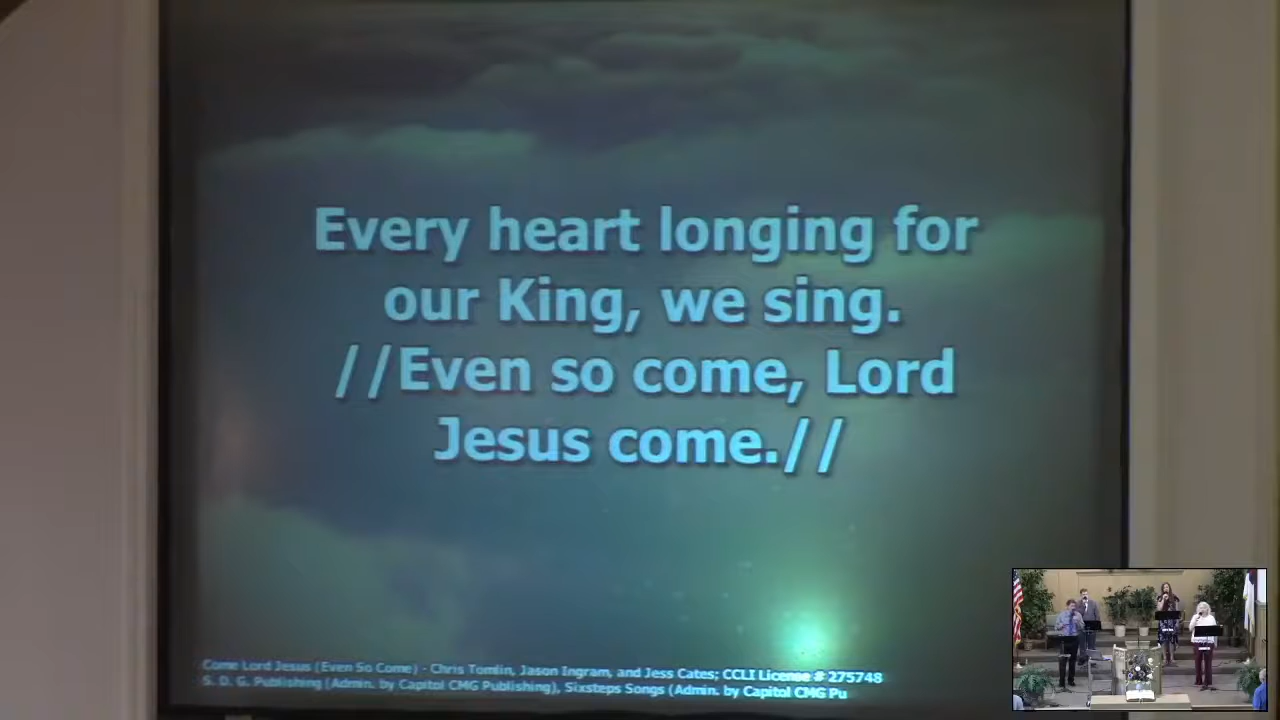 Every heart longing for
our King, we sing.
//Even so come, Lord
Jesus come.//
Come Lord Jesus (Even So Come) - Chris Tomlin, Jason Ingram, and Jess Cates; CCLI License # 275748
S. D. G. Publishing (Admin. by Capitol CMG Publishing), Sixsteps Songs (Admin. by Capitol CMG Pu